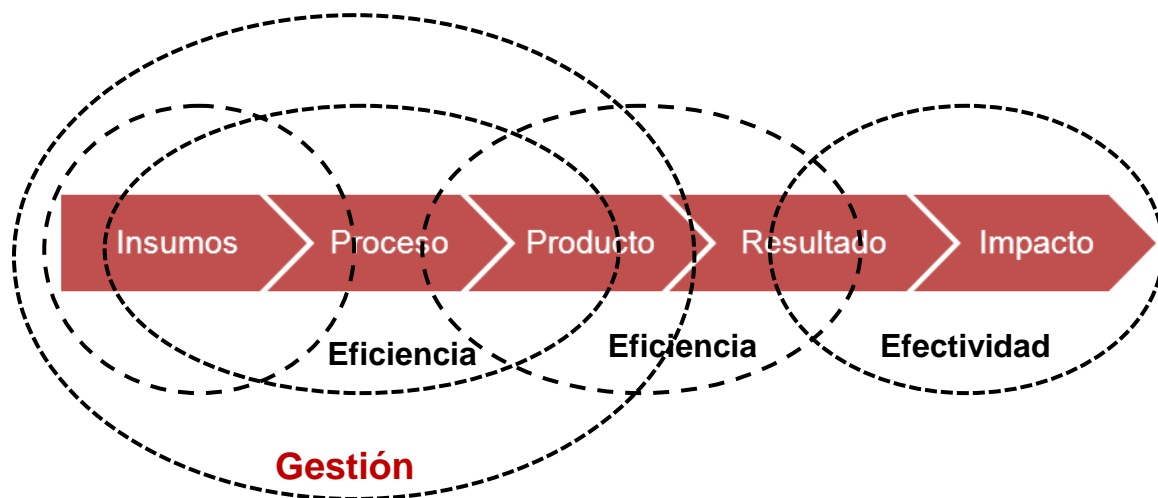 Insumos
Proceso
Producto
Resultado
Impacto
Eficiencia
Eficiencia
Efectividad
Gestión